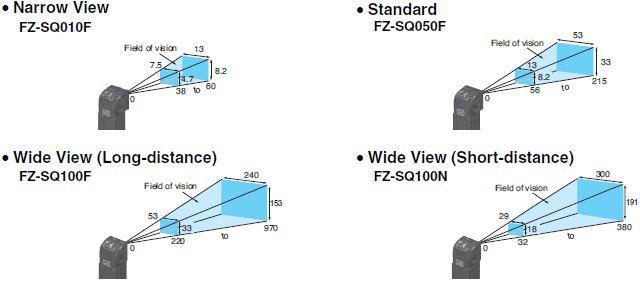 • Narrow View
FZ-SQ010F
Field of vision
13
7.5
8.2
4.7
0
38
to
60
• Standard
FZ-SQ050F
Field of vision
53
13
33
8.2
0
56
to
215
• Wide View (Long-distance)
FZ-SQ100F
Field of vision
240
53
153
33
0
220
to
970
• Wide View (Short-distance)
FZ-SQ100N
Field of vision
300
29
191
18
0
32
to
380